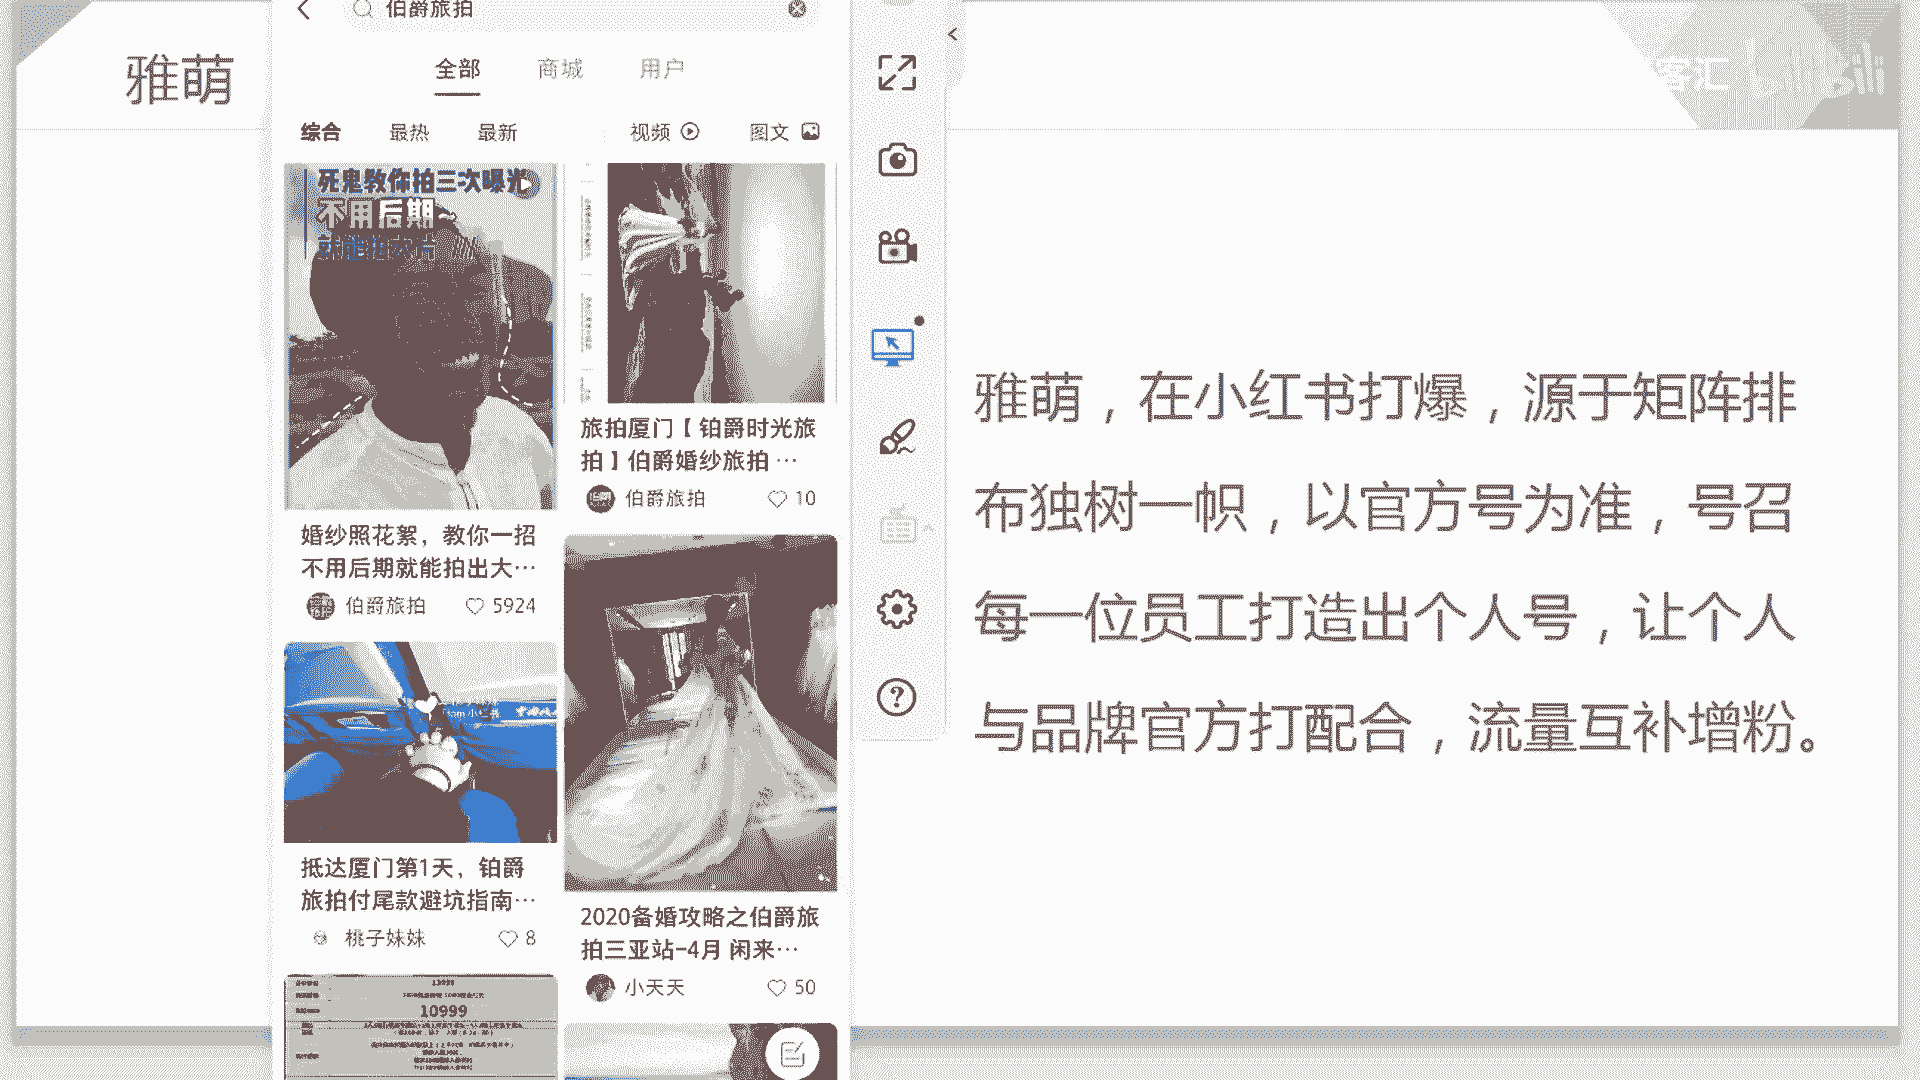 雅萌
伯爵旅拍
全部 商城 用户
综合 最热 最新 视频 图文
死鬼教你拍三次曝光
不用后期~
就能拍大片
婚纱照花絮，教你一招
不用后期就能拍出大…
伯爵旅拍 5924
抵达厦门第1天，铂爵
旅拍付尾款避坑指南…
桃子妹妹 8
10999
旅拍厦门【铂爵时光旅
拍】伯爵婚纱旅拍 …
伯爵旅拍 10
2020备婚攻略之伯爵旅
拍三亚站-4月 闲来…
小天天 50
客汇 bilibili
雅萌，在小红书打爆，源于矩阵排
布独树一帜，以官方号为准，号召
每一位员工打造出个人号，让个人
与品牌官方打配合，流量互补增粉。